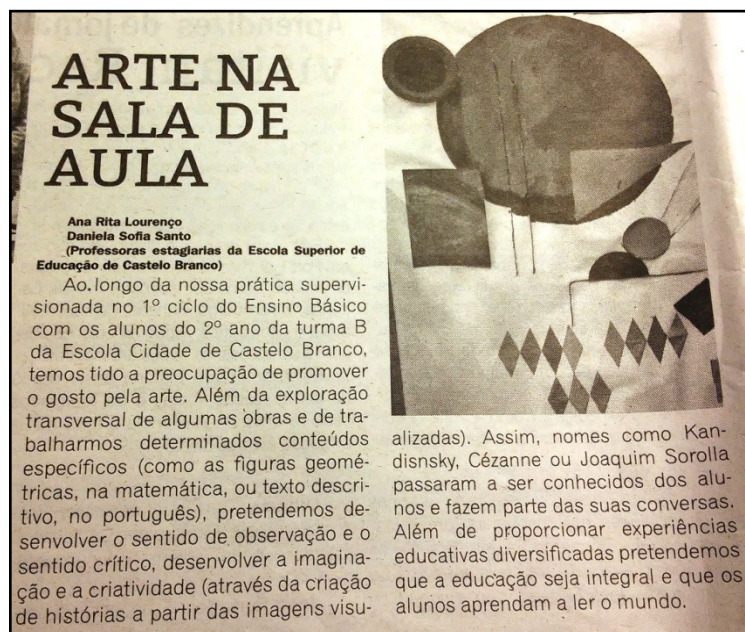 ARTE NA
SALA DE
AULA
Ana Rita Lourenço
Daniela Sofia Santo
(Professoras estagiarias da Escola Superior de
Educação de Castelo Branco)
Ao longo da nossa prática supervi-
sionada no 1º ciclo do Ensino Básico
com os alunos do 2º ano da turma B
da Escola Cidade de Castelo Branco,
temos tido a preocupação de promover
o gosto pela arte. Além da exploração
transversal de algumas obras e de tra-
balharmos determinados conteúdos
específicos (como as figuras geomé-
tricas, na matemática, ou texto descri-
tivo, no português), pretendemos de-
senvolver o sentido de observação e o
sentido crítico, desenvolver a imagina-
ção e a criatividade (através da criação
de histórias a partir das imagens visu-
alizadas). Assim, nomes como Kan-
disnsky, Cézanne ou Joaquim Sorolla
passaram a ser conhecidos dos alu-
nos e fazem parte das suas conversas.
Além de proporcionar experiências
educativas diversificadas pretendemos
que a educação seja integral e que os
alunos aprendam a ler o mundo.